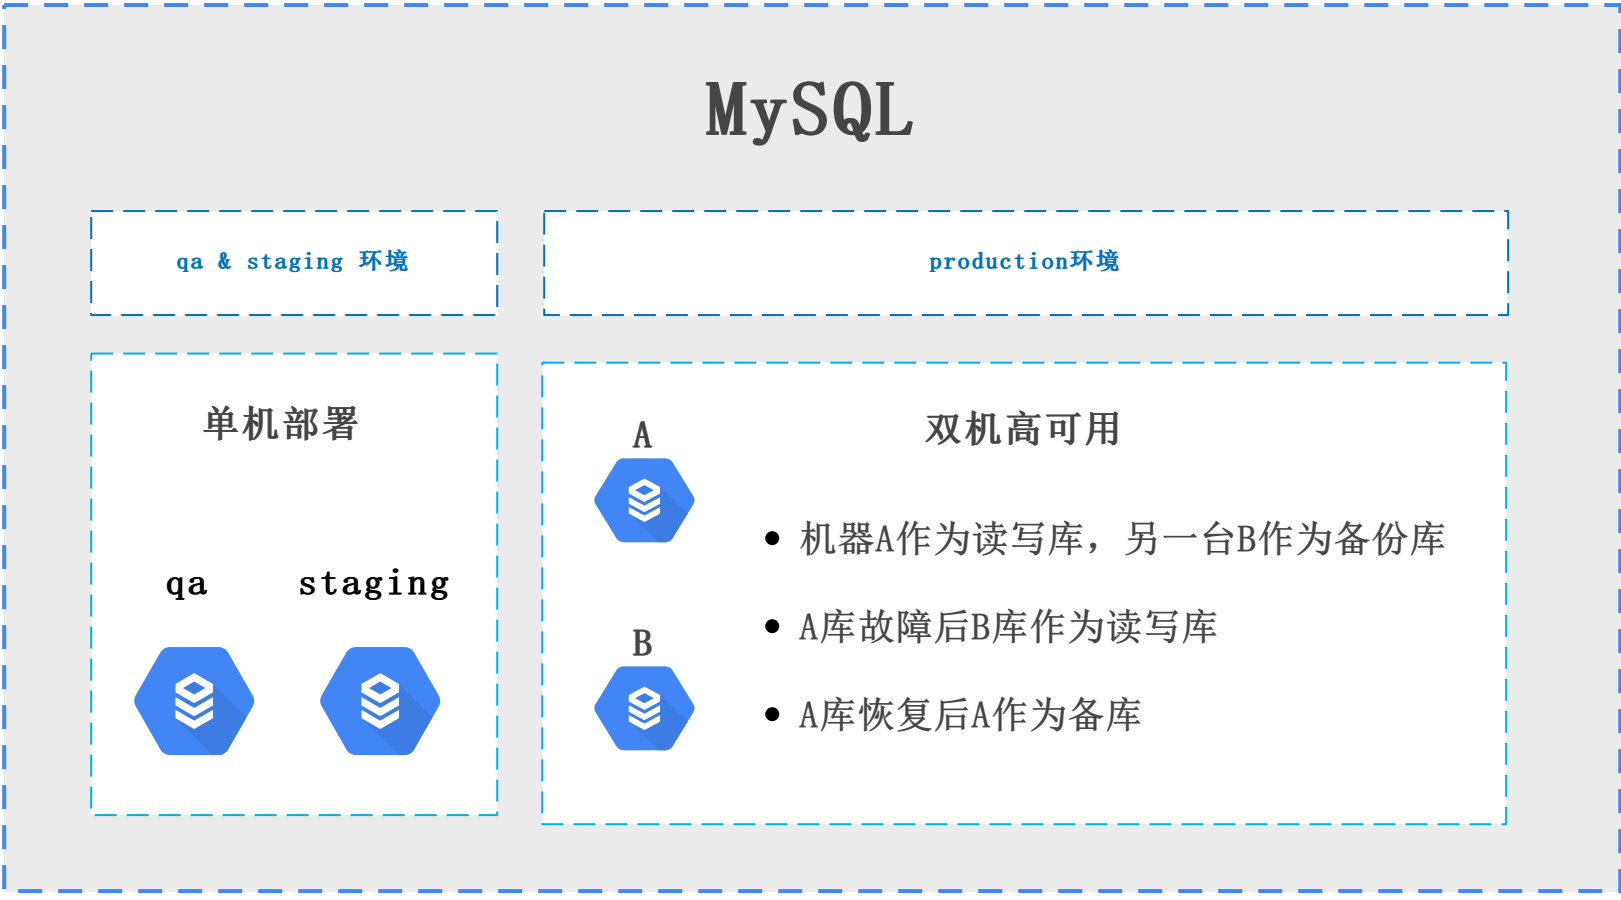 MySQL
qa & staging 环境
production环境
单机部署
qa
staging
双机高可用
A
B
机器A作为读写库，另一台B作为备份库
A库故障后B库作为读写库
A库恢复后A作为备库